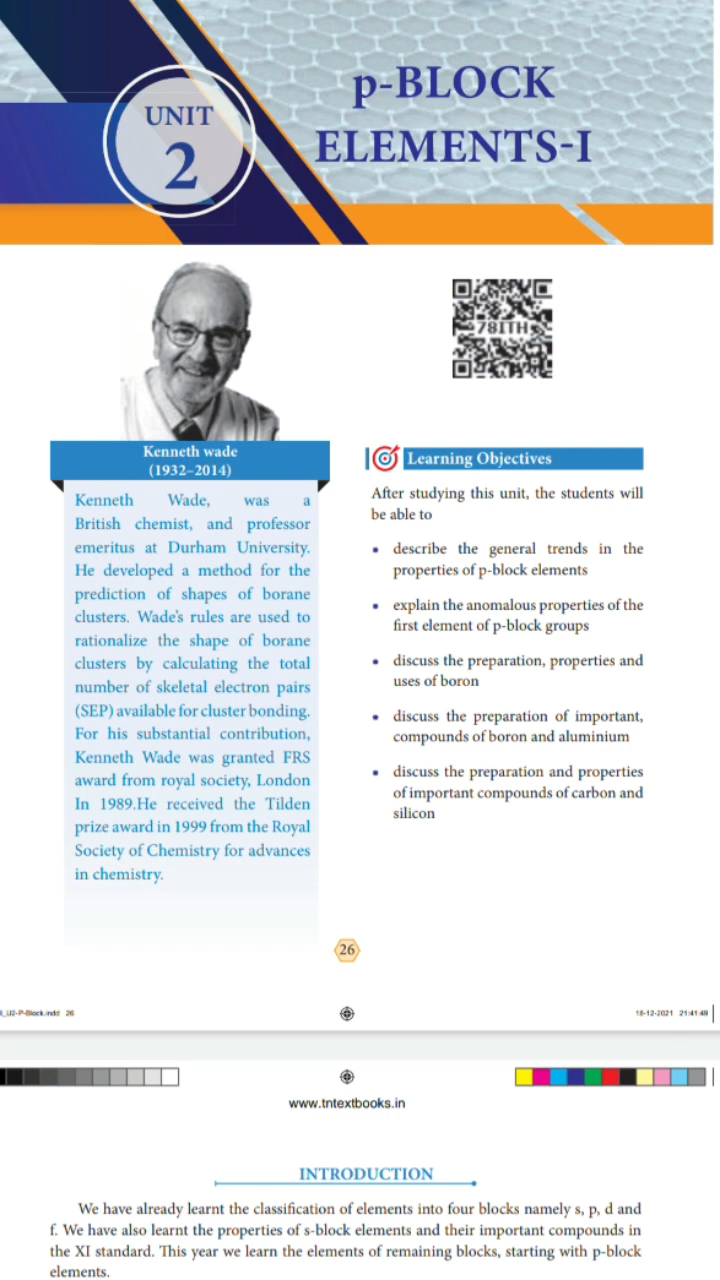 UNIT
2
p-BLOCK
ELEMENTS-I
78ITH
Kenneth wade
(1932–2014)
Kenneth Wade, was a
British chemist, and professor
emeritus at Durham University.
He developed a method for the
prediction of shapes of borane
clusters. Wade's rules are used to
rationalize the shape of borane
clusters by calculating the total
number of skeletal electron pairs
(SEP) available for cluster bonding.
For his substantial contribution,
Kenneth Wade was granted FRS
award from royal society, London
In 1989.He received the Tilden
prize award in 1999 from the Royal
Society of Chemistry for advances
in chemistry.
Learning Objectives
After studying this unit, the students will
be able to
• describe the general trends in the
properties of p-block elements
• explain the anomalous properties of the
first element of p-block groups
• discuss the preparation, properties and
uses of boron
• discuss the preparation of important,
compounds of boron and aluminium
• discuss the preparation and properties
of important compounds of carbon and
silicon
26
_U2-P-Block.indd 26
18-12-2021 21:41:49
www.tntextbooks.in
INTRODUCTION
We have already learnt the classification of elements into four blocks namely s, p, d and
f. We have also learnt the properties of s-block elements and their important compounds in
the XI standard. This year we learn the elements of remaining blocks, starting with p-block
elements.